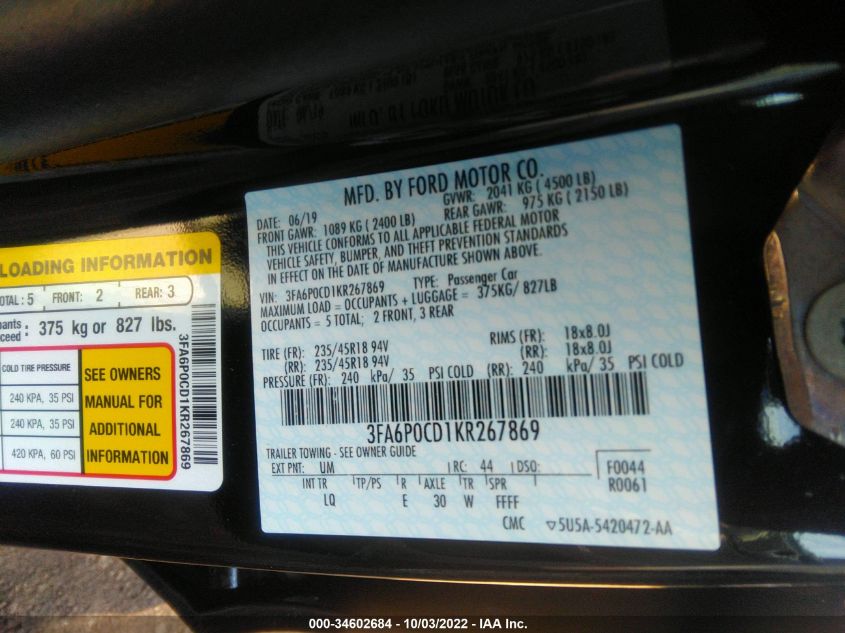 MFD. BY FORD MOTOR CO.
DATE: 06/19 GVWR: 2041 KG ( 4500 LB)
FRONT GAWR: 1089 KG ( 2400 LB) REAR GAWR: 975 KG ( 2150 LB)
THIS VEHICLE CONFORMS TO ALL APPLICABLE FEDERAL MOTOR
VEHICLE SAFETY, BUMPER, AND THEFT PREVENTION STANDARDS
IN EFFECT ON THE DATE OF MANUFACTURE SHOWN ABOVE.
VIN: 3FA6P0CD1KR267869 TYPE: Passenger Car
MAXIMUM LOAD = OCCUPANTS + LUGGAGE = 375KG/ 827LB
OCCUPANTS = 5 TOTAL; 2 FRONT, 3 REAR
TIRE (FR): 235/45R18 94V RIMS (FR): 18x8.0J
(RR): 235/45R18 94V (RR): 18x8.0J
PRESSURE (FR): 240 kPa/ 35 PSI COLD (RR): 240 kPa/ 35 PSI COLD
3FA6P0CD1KR267869
TRAILER TOWING - SEE OWNER GUIDE
EXT PNT: UM RC: 44 DSO: F0044
INT TR TP/PS R AXLE TR SPR R0061
LQ E 30 W FFFF
CMC ▽5U5A-5420472-AA
LOADING INFORMATION
OTAL : 5 FRONT: 2 REAR: 3
pants
ceed : 375 kg or 827 lbs.
COLD TIRE PRESSURE
240 KPA, 35 PSI
240 KPA, 35 PSI
420 KPA, 60 PSI
SEE OWNERS
MANUAL FOR
ADDITIONAL
INFORMATION
3FA6P0CD1KR267869
000-34602684 - 10/03/2022 - IAA Inc.